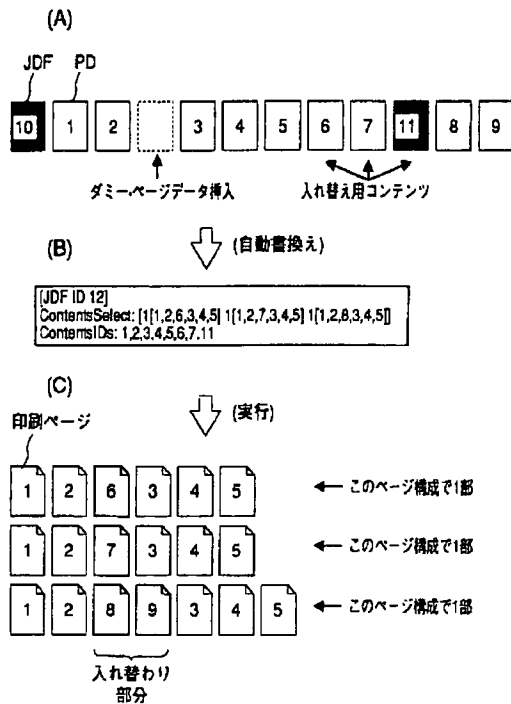 (A)
JDF PD
10 1 2 3 4 5 6 7 11 8 9
ダミーページデータ挿入 入れ替え用コンテンツ
(自動書換え)
(B)
[JDF ID 12]
ContentsSelect: [1[1,2,6,3,4,5] 1[1,2,7,3,4,5] 1[1,2,8,3,4,5]]
ContentsIDs: 1,2,3,4,5,6,7,11
(C)
(実行)
印刷ページ
1 2 6 3 4 5 このページ構成で1部
1 2 7 3 4 5 このページ構成で1部
1 2 8 9 3 4 5 このページ構成で1部
入れ替わり
部分